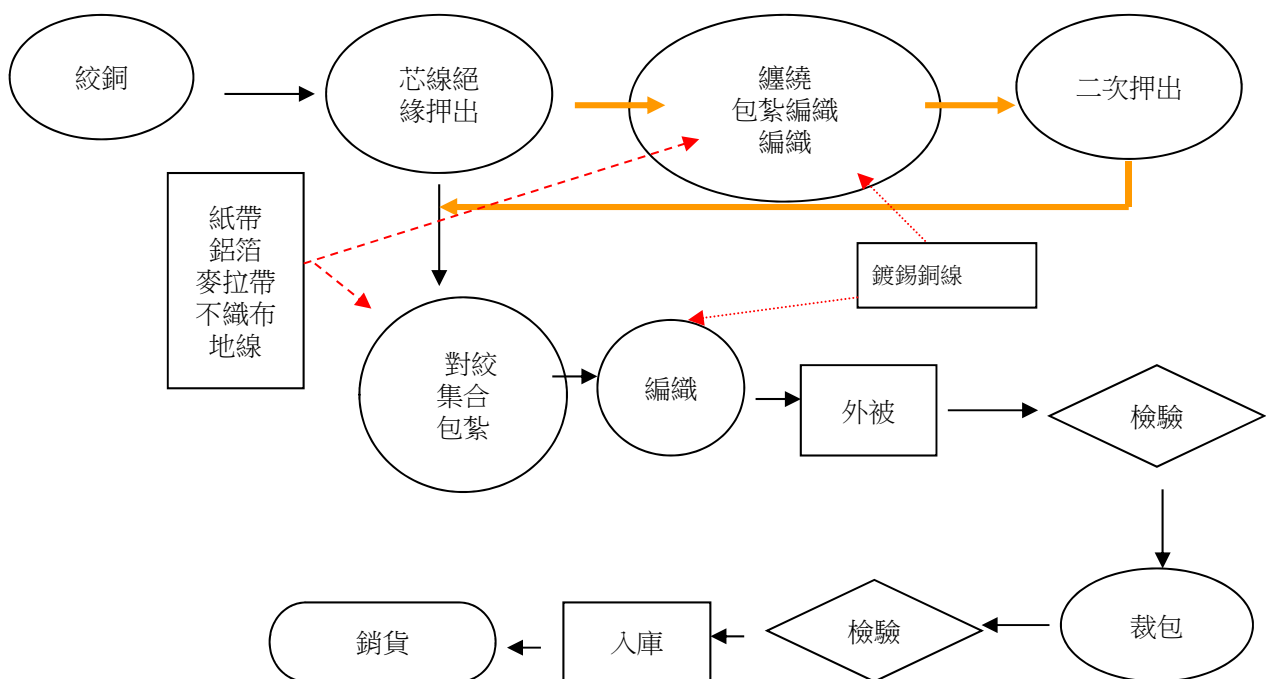 絞銅
芯線絕
緣押出
纏繞
包紮編織
編織
二次押出
紙帶
鋁箔
麥拉帶
不織布
地線
鍍錫銅線
對絞
集合
包紮
編織
外被
檢驗
裁包
檢驗
入庫
銷貨